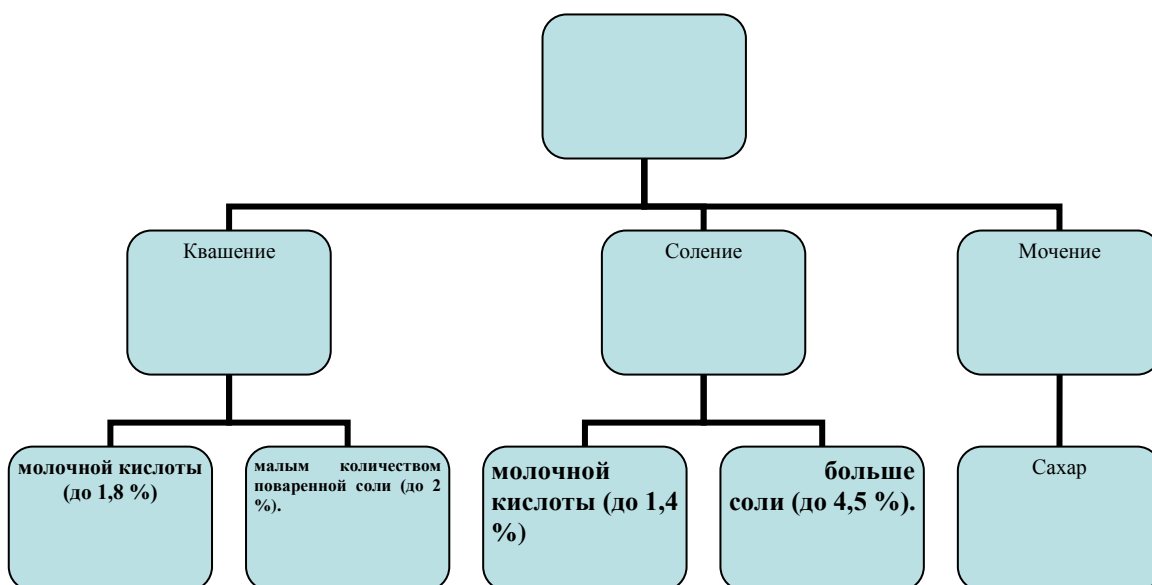 Квашение
Соление
Мочение
молочной кислоты
(до 1,8 %)
малым количеством
поваренной соли (до 2
%).
молочной
кислоты (до 1,4
%)
больше
соли (до 4,5 %).
Сахар